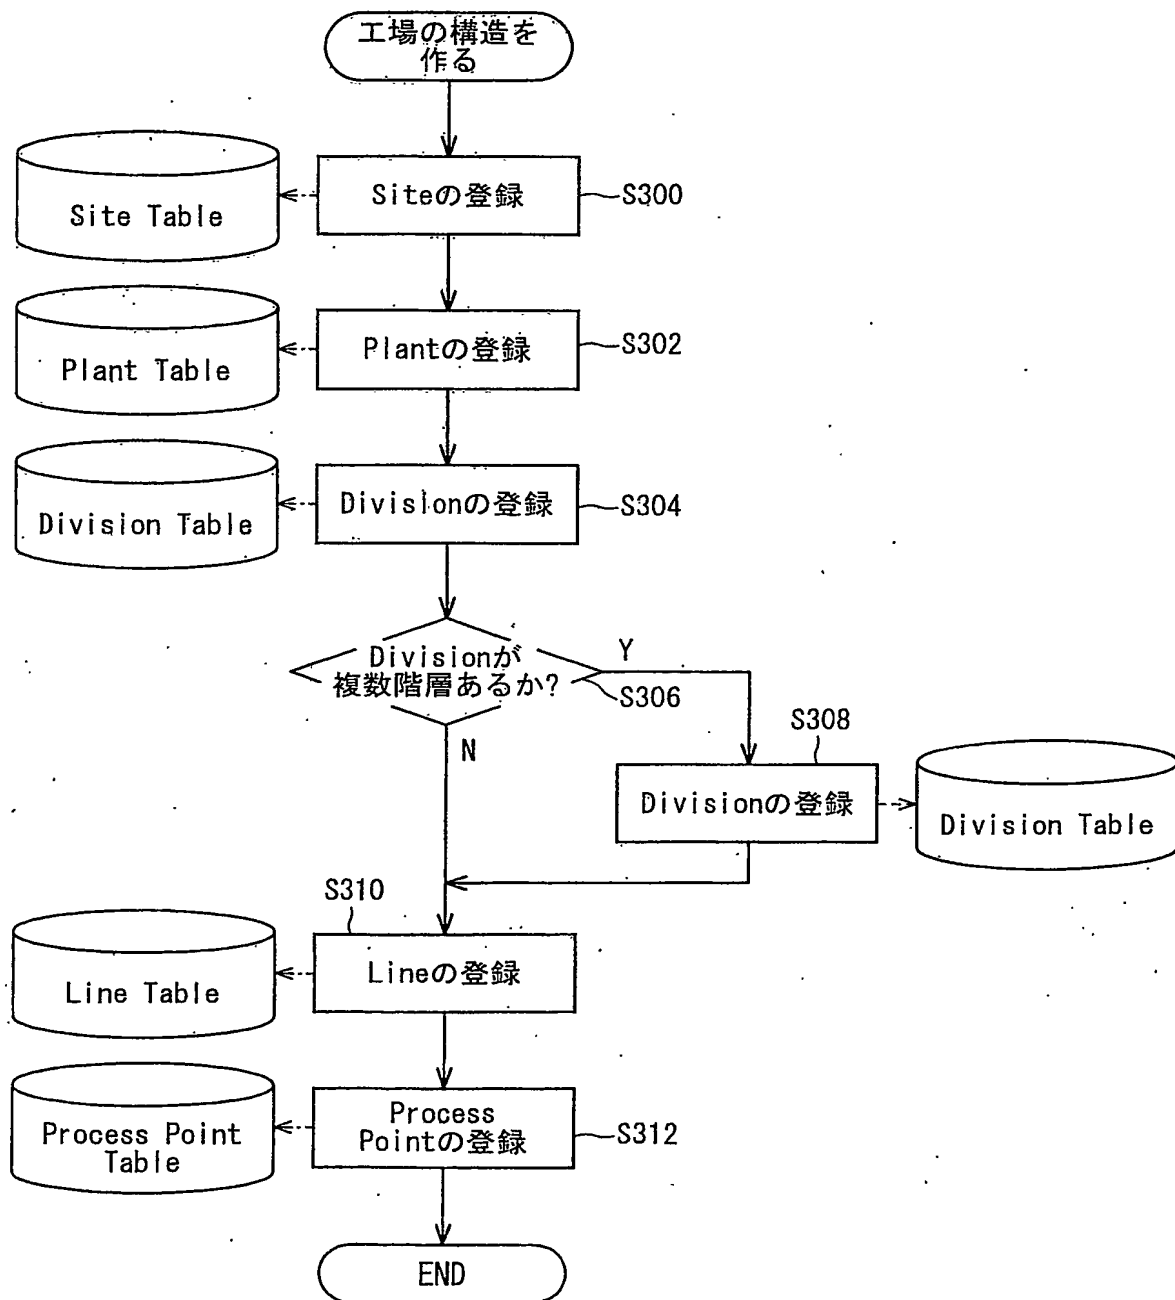 工場の構造を
作る
Siteの登録
S300
Site Table
Plantの登録
S302
Plant Table
Divisionの登録
S304
Division Table
Divisionが
複数階層あるか?
Y
S306
N
S308
Divisionの登録
Division Table
S310
Lineの登録
Line Table
Process
Pointの登録
S312
Process Point
Table
END